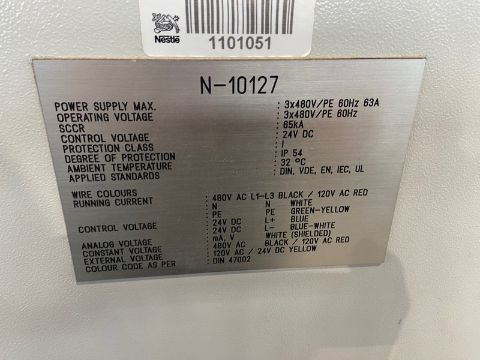 Nestle
1101051
N-10127
POWER SUPPLY MAX. : 3x480V/PE 60Hz 63A
OPERATING VOLTAGE : 3x480V/PE 60Hz
SCCR : 65kA
CONTROL VOLTAGE : 24V DC
PROTECTION CLASS : I
DEGREE OF PROTECTION : IP 54
AMBIENT TEMPERATURE : 32 °C
APPLIED STANDARDS : DIN, VDE, EN, IEC, UL
WIRE COLOURS
RUNNING CURRENT : 480V AC L1-L3 BLACK / 120V AC RED
N N WHITE
PE PE GREEN-YELLOW
CONTROL VOLTAGE : 24V DC L+ BLUE
24V DC L- BLUE-WHITE
ANALOG VOLTAGE : mA, V WHITE (SHIELDED)
CONSTANT VOLTAGE : 480V AC BLACK / 120V AC RED
EXTERNAL VOLTAGE : 120V AC / 24V DC YELLOW
COLOUR CODE AS PER : DIN 47002